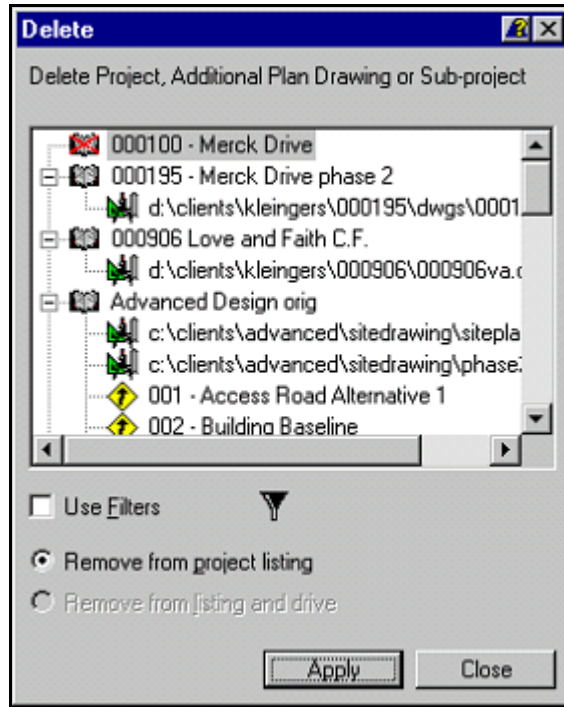 Delete
Delete Project, Additional Plan Drawing or Sub-project
000100 - Merck Drive
000195 - Merck Drive phase 2
d:\clients\kleingers\000195\dwgs\0001
000906 Love and Faith C.F.
d:\clients\kleingers\000906\000906va.c
Advanced Design orig
c:\clients\advanced\sitedrawing\sitepla
c:\clients\advanced\sitedrawing\phase2
001 - Access Road Alternative 1
002 - Building Baseline
Use Filters
Remove from project listing
Remove from listing and drive
Apply Close